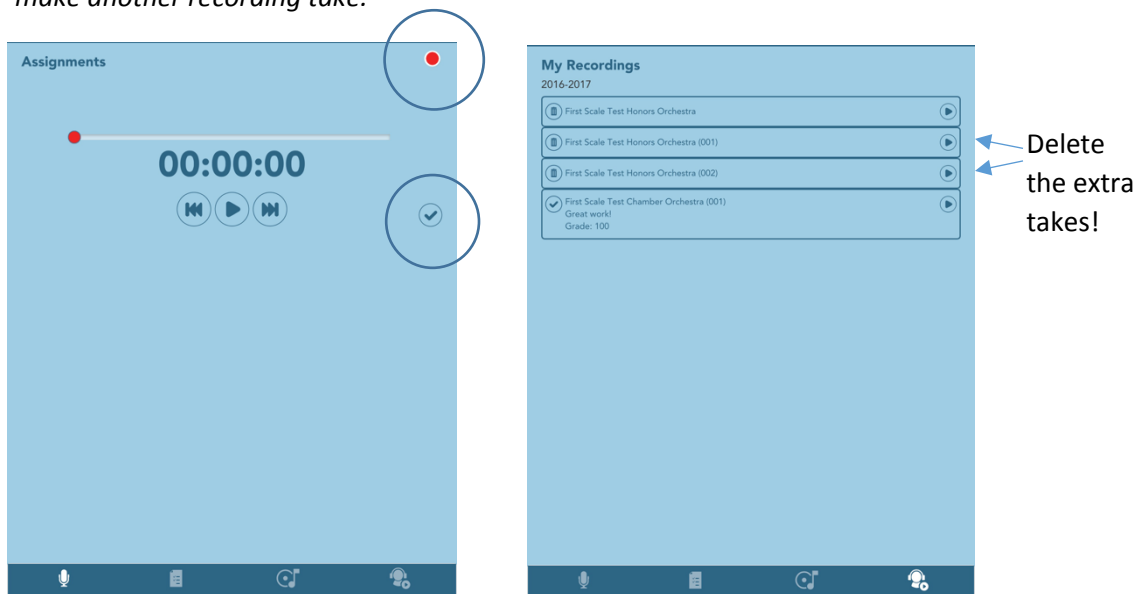 make another recording take.
Assignments
00:00:00
My Recordings
2016-2017
First Scale Test Honors Orchestra
First Scale Test Honors Orchestra (001)
First Scale Test Honors Orchestra (002)
First Scale Test Chamber Orchestra (001)
Great work!
Grade: 100
Delete
the extra
takes!